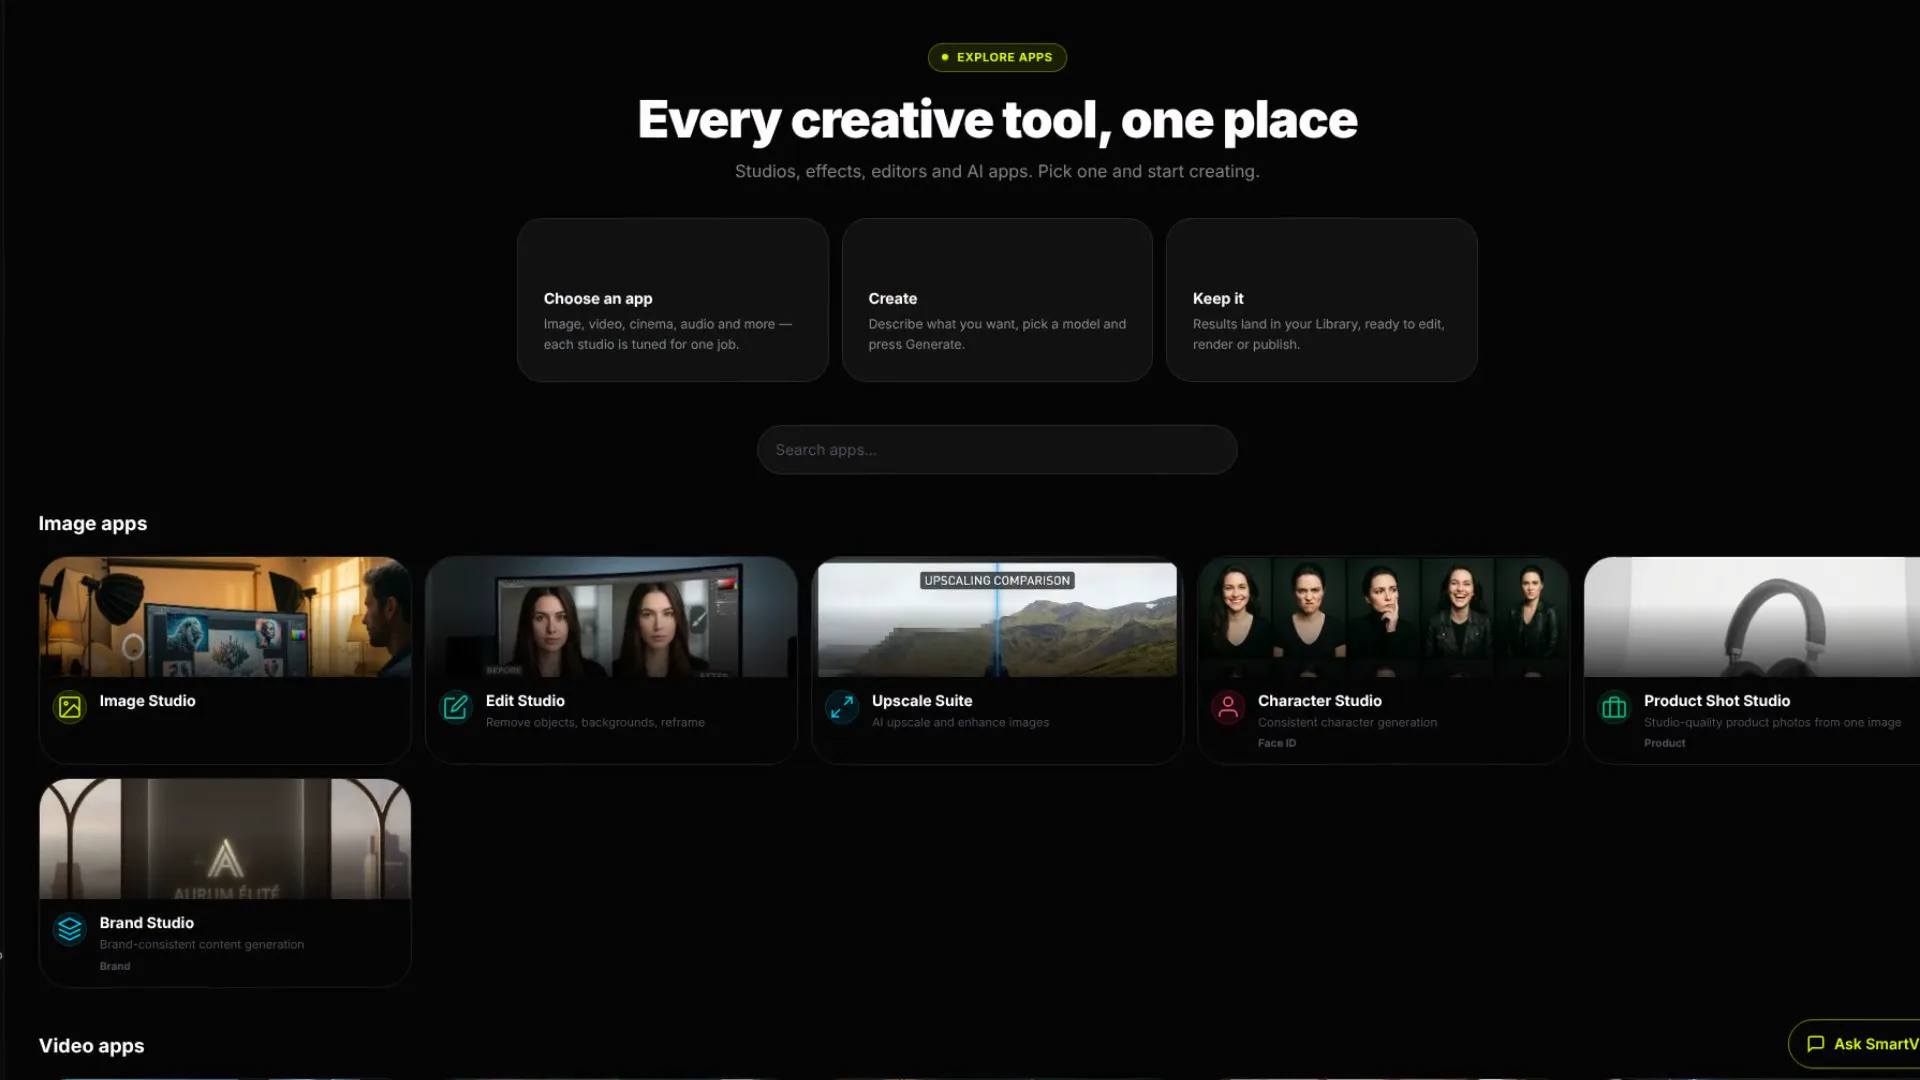 EXPLORE APPS
Every creative tool, one place
Studios, effects, editors and AI apps. Pick one and start creating.
Choose an app
Image, video, cinema, audio and more —
each studio is tuned for one job.
Create
Describe what you want, pick a model and
press Generate.
Keep it
Results land in your Library, ready to edit,
render or publish.
Search apps...
Image apps
Image Studio
BEFORE
AFTER
Edit Studio
Remove objects, backgrounds, reframe
UPSCALING COMPARISON
Upscale Suite
AI upscale and enhance images
Character Studio
Consistent character generation
Face ID
Product Shot Studio
Studio-quality product photos from one image
Product
AURUM ÉLITÉ
Brand Studio
Brand-consistent content generation
Brand
Video apps
Ask SmartV